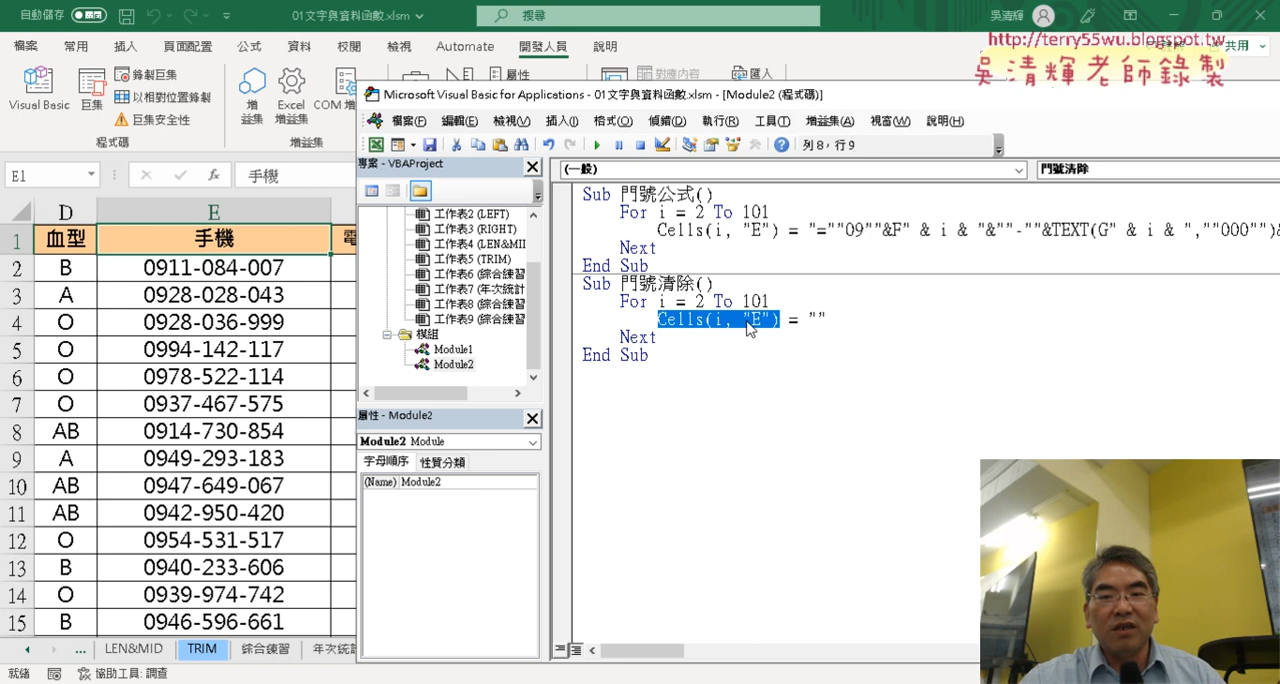 自動儲存
01文字與資料函數.xlsm
搜尋
吳清輝
http://terry55wu.blogspot.tw
吳清輝老師錄製
檔案 常用 插入 頁面配置 公式 資料 校閱 檢視 Automate 開發人員 說明
共用
Visual Basic
巨集
錄製巨集
以相對位置錄製
巨集安全性
程式碼
增益集
Excel 增益集
COM 增
增益集
屬性
對應內容
匯入
Microsoft Visual Basic for Applications - 01文字與資料函數.xlsm - [Module2 (程式碼)]
檔案(F) 編輯(E) 檢視(V) 插入(I) 格式(O) 偵錯(D) 執行(R) 工具(T) 增益集(A) 視窗(W) 說明(H)
列 8，行 9
E1
手機
專案 - VBAProject
工作表2 (LEFT)
工作表3 (RIGHT)
工作表4 (LEN&MI
工作表5 (TRIM)
工作表6 (綜合練習
工作表7 (年次統計
工作表8 (綜合練習
工作表9 (綜合練習
模組
Module1
Module2
屬性 - Module2
Module2 Module
字母順序 性質分類
(Name) Module2
(一般)
門號清除
Sub 門號公式()
For i = 2 To 101
Cells(i, "E") = "=""09""&F" & i & "&""-""&TEXT(G" & i & ",""000"")&
Next
End Sub
Sub 門號清除()
For i = 2 To 101
Cells(i, "E") = ""
Next
End Sub
D E
1 血型 手機 電
2 B 0911-084-007
3 A 0928-028-043
4 O 0928-036-999
5 O 0994-142-117
6 O 0978-522-114
7 O 0937-467-575
8 AB 0914-730-854
9 A 0949-293-183
10 AB 0947-649-067
11 AB 0942-950-420
12 O 0954-531-517
13 B 0940-233-606
14 O 0939-974-742
15 B 0946-596-661
... LEN&MID TRIM 綜合練習 年次統計
就緒 協助工具: 調查